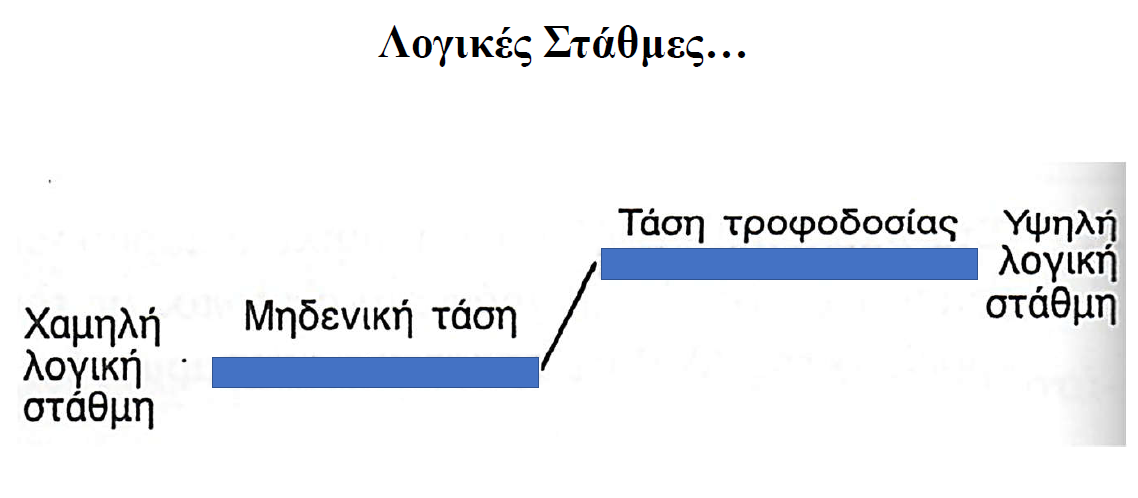 Λογικές Στάθμες…
Τάση τροφοδοσίας
Υψηλή
λογική
στάθμη
Μηδενική τάση
Χαμηλή
λογική
στάθμη